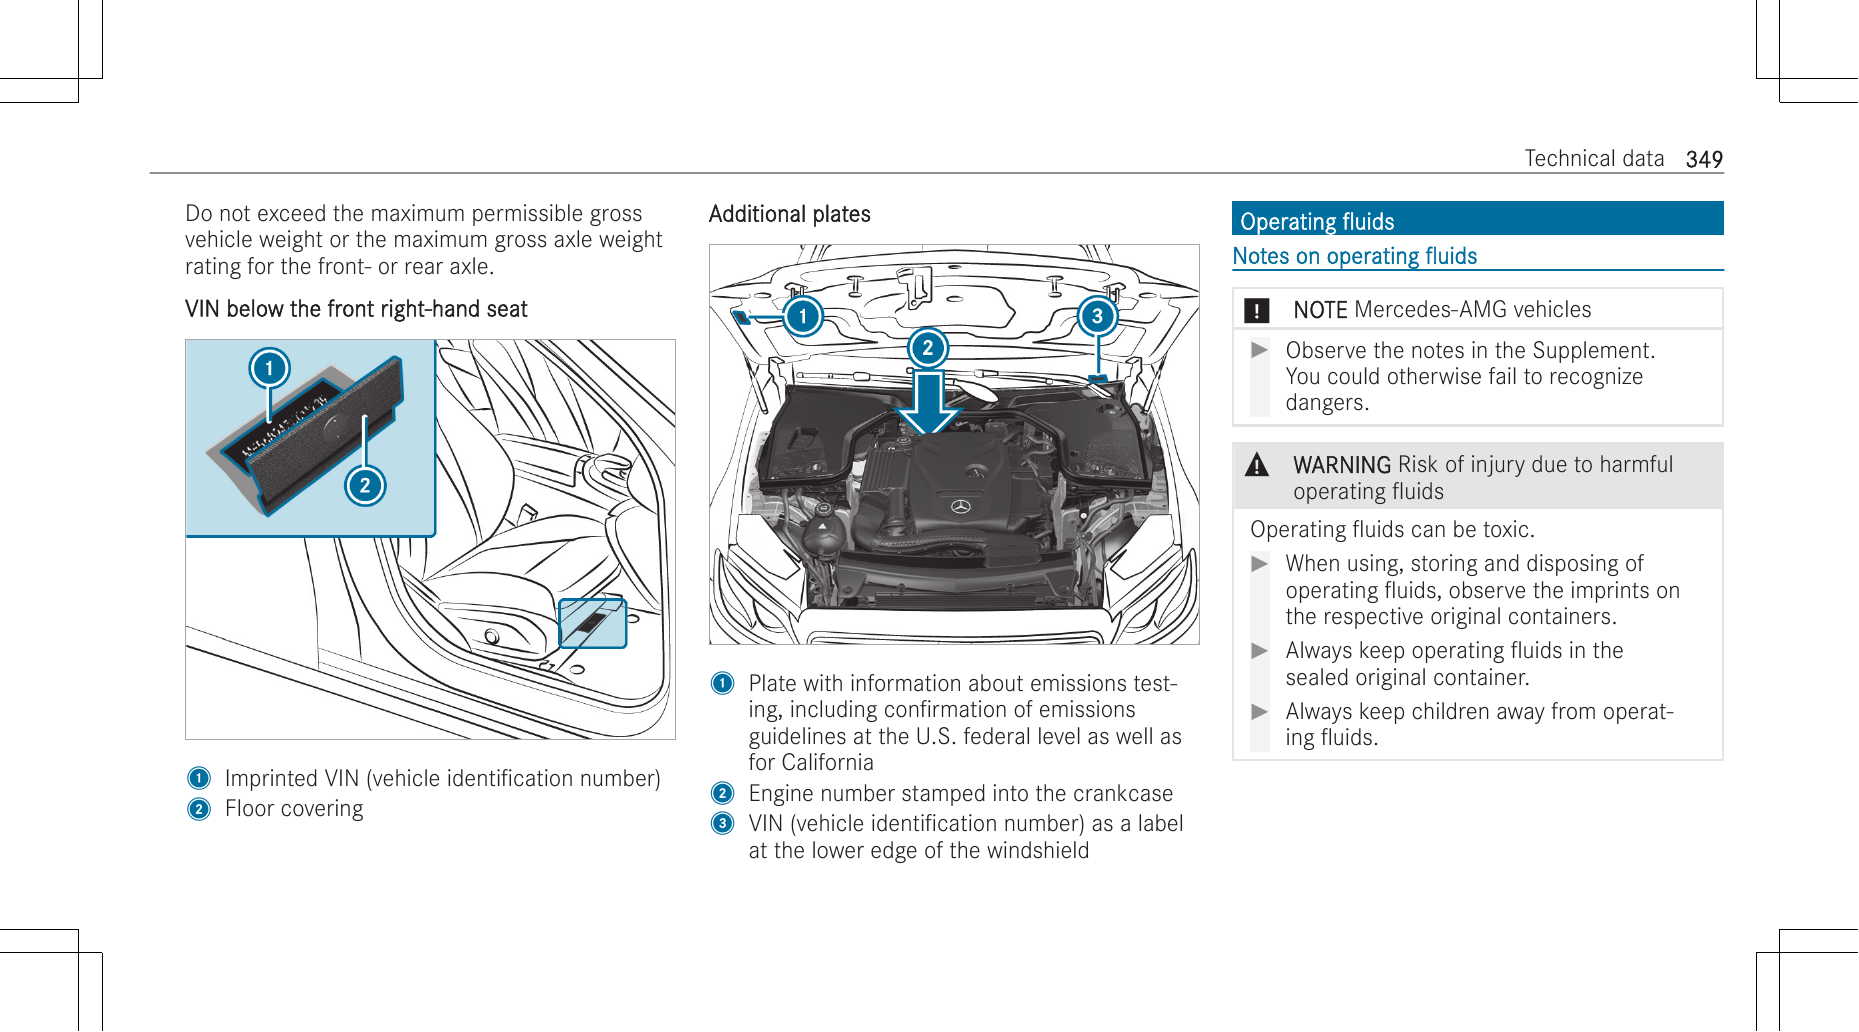 Technical data 349
Do not exceed the maximum permissible gross
vehicle weight or the maximum gross axle weight
rating for the front- or rear axle.
VIN below the front right-hand seat
1
2
1 Imprinted VIN (vehicle identification number)
2 Floor covering
Additional plates
1
3
2
1 Plate with information about emissions test-
ing, including confirmation of emissions
guidelines at the U.S. federal level as well as
for California
2 Engine number stamped into the crankcase
3 VIN (vehicle identification number) as a label
at the lower edge of the windshield
Operating fluids
Notes on operating fluids
! NOTE Mercedes-AMG vehicles
▶ Observe the notes in the Supplement.
You could otherwise fail to recognize
dangers.
WARNING Risk of injury due to harmful
operating fluids
Operating fluids can be toxic.
▶ When using, storing and disposing of
operating fluids, observe the imprints on
the respective original containers.
▶ Always keep operating fluids in the
sealed original container.
▶ Always keep children away from operat-
ing fluids.